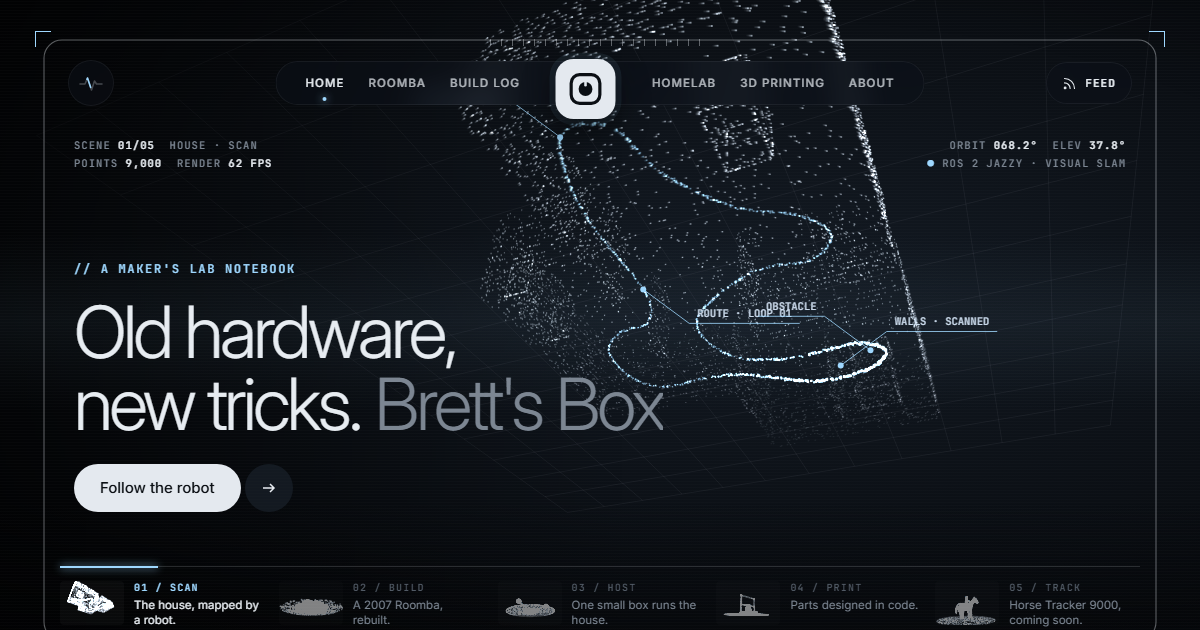 HOME ROOMBA BUILD LOG HOMELAB 3D PRINTING ABOUT FEED
SCENE 01/05 HOUSE · SCAN
POINTS 9,000 RENDER 62 FPS
ORBIT 068.2° ELEV 37.8°
ROS 2 JAZZY · VISUAL SLAM
// A MAKER'S LAB NOTEBOOK
Old hardware,
new tricks. Brett's Box
OBSTACLE
ROUTE · LOOP 01
WALLS · SCANNED
Follow the robot →
01 / SCAN
The house, mapped by
a robot.
02 / BUILD
A 2007 Roomba,
rebuilt.
03 / HOST
One small box runs the
house.
04 / PRINT
Parts designed in code.
05 / TRACK
Horse Tracker 9000,
coming soon.